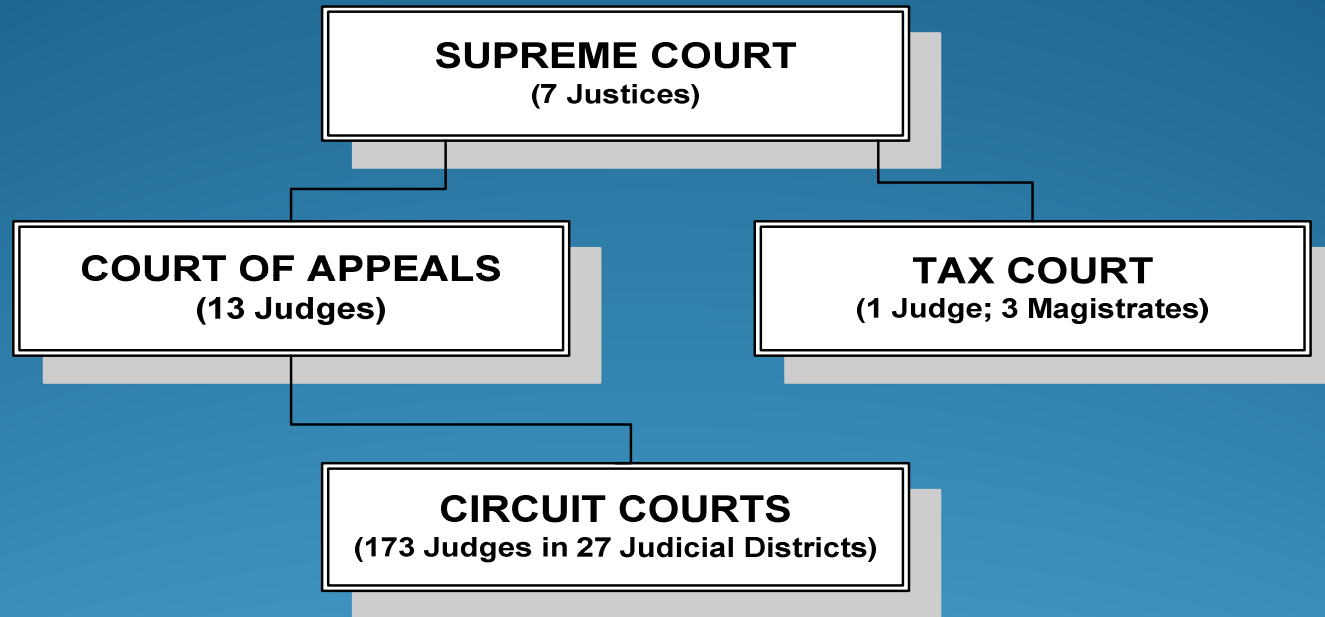 SUPREME COURT
(7 Justices)
COURT OF APPEALS
(13 Judges)
TAX COURT
(1 Judge; 3 Magistrates)
CIRCUIT COURTS
(173 Judges in 27 Judicial Districts)